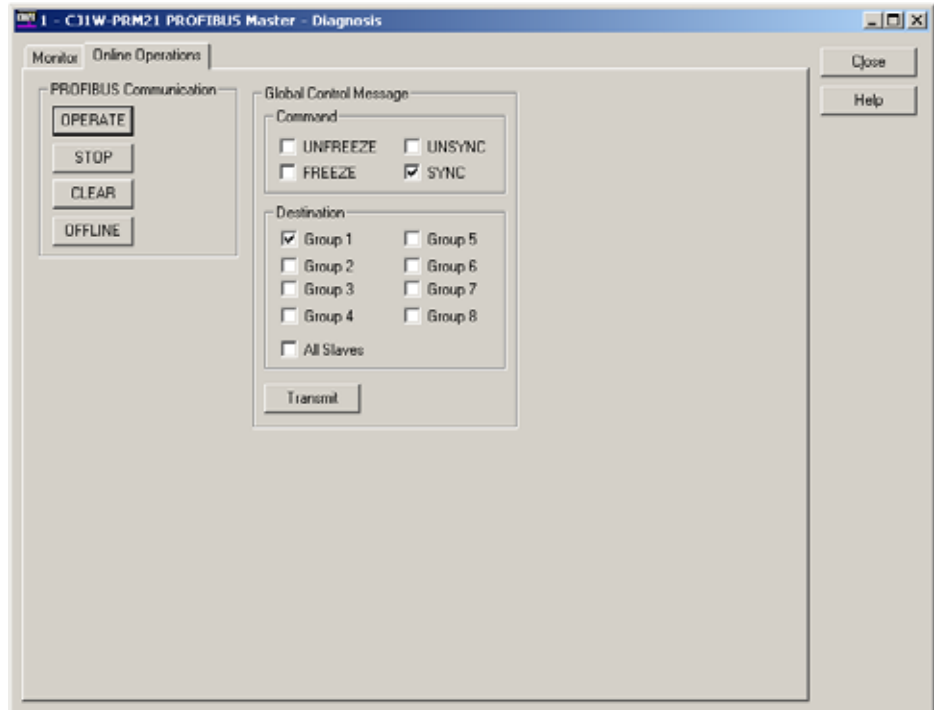 1 - CJ1W-PRM21 PROFIBUS Master - Diagnosis
Monitor Online Operations
Close
Help
PROFIBUS Communication
OPERATE
STOP
CLEAR
OFFLINE
Global Control Message
Command
UNFREEZE UNSYNC
FREEZE SYNC
Destination
Group 1 Group 5
Group 2 Group 6
Group 3 Group 7
Group 4 Group 8
All Slaves
Transmit